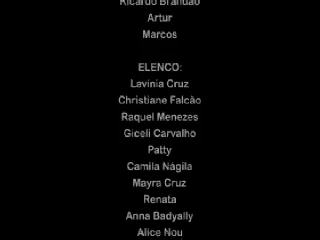 Ricardo Brandão
Artur
Marcos
ELENCO:
Lavínia Cruz
Christiane Falcão
Raquel Menezes
Giceli Carvalho
Patty
Camila Nágila
Mayra Cruz
Renata
Anna Badyally
Alice Nou